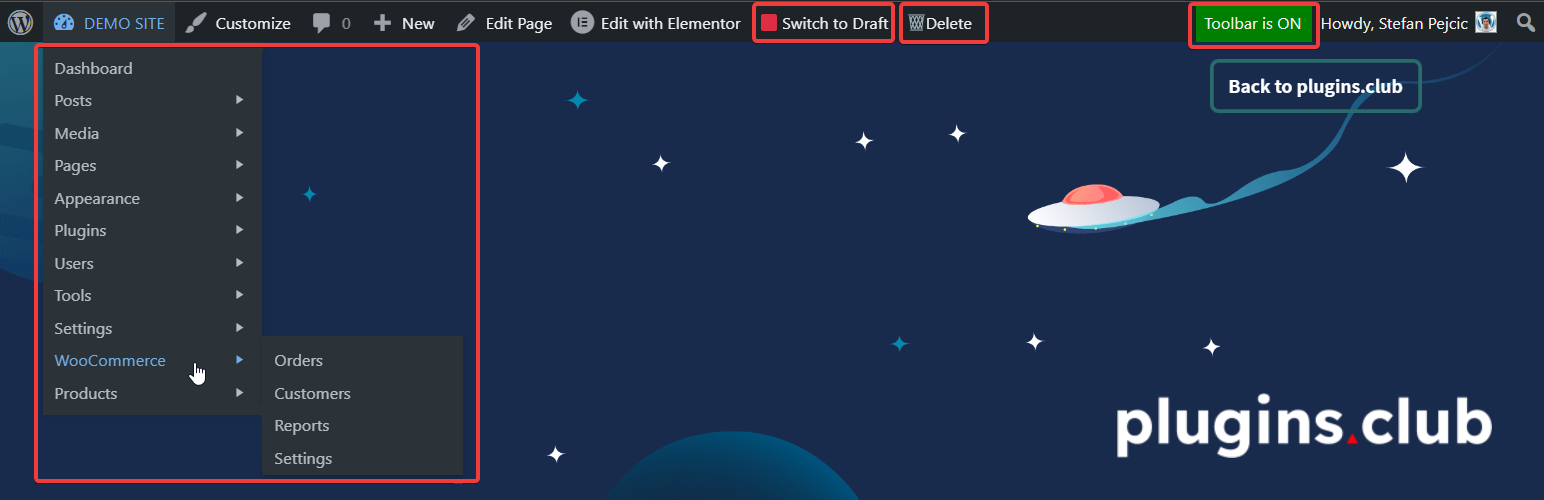 DEMO SITE Customize 0 New Edit Page Edit with Elementor Switch to Draft Delete Toolbar is ON Howdy, Stefan Pejcic
Back to plugins.club
Dashboard
Posts
Media
Pages
Appearance
Plugins
Users
Tools
Settings
WooCommerce
Products
Orders
Customers
Reports
Settings
plugins.club